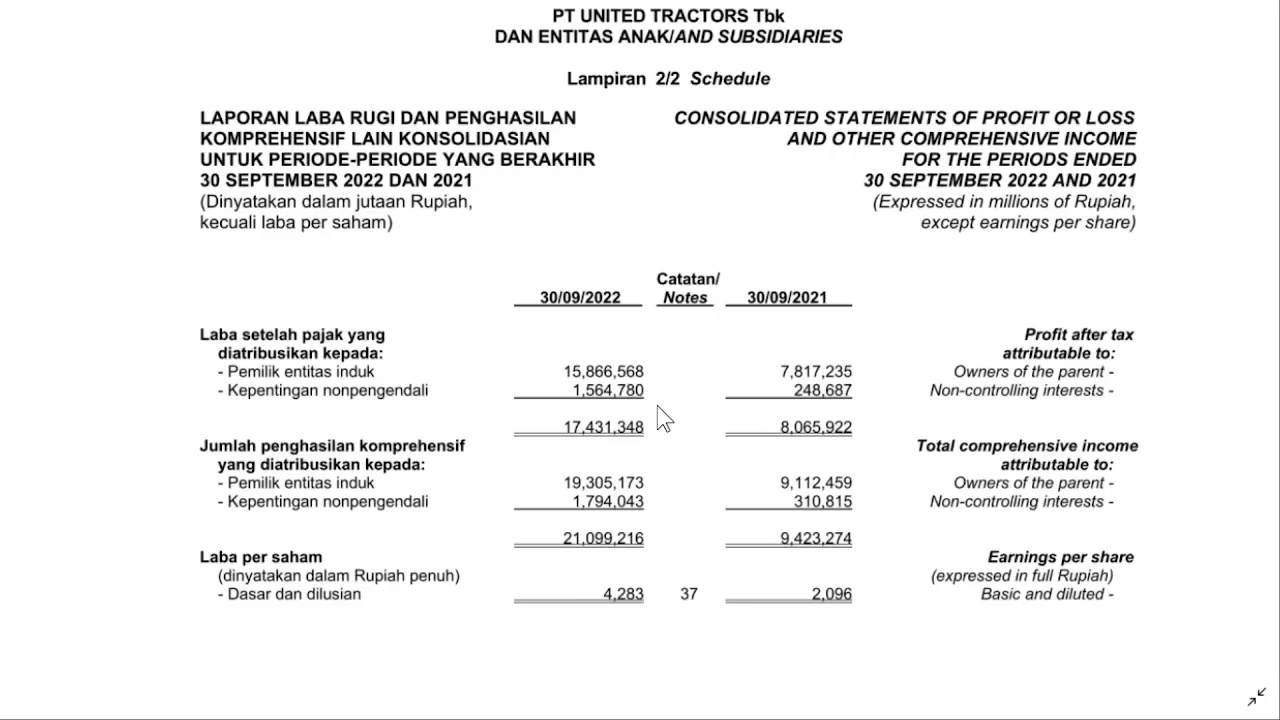 PT UNITED TRACTORS Tbk
DAN ENTITAS ANAK/AND SUBSIDIARIES
Lampiran 2/2 Schedule
LAPORAN LABA RUGI DAN PENGHASILAN
KOMPREHENSIF LAIN KONSOLIDASIAN
UNTUK PERIODE-PERIODE YANG BERAKHIR
30 SEPTEMBER 2022 DAN 2021
(Dinyatakan dalam jutaan Rupiah,
kecuali laba per saham)
CONSOLIDATED STATEMENTS OF PROFIT OR LOSS
AND OTHER COMPREHENSIVE INCOME
FOR THE PERIODS ENDED
30 SEPTEMBER 2022 AND 2021
(Expressed in millions of Rupiah,
except earnings per share)
Catatan/
30/09/2022 Notes 30/09/2021
Laba setelah pajak yang Profit after tax
diatribusikan kepada: attributable to:
- Pemilik entitas induk 15,866,568 7,817,235 Owners of the parent -
- Kepentingan nonpengendali 1,564,780 248,687 Non-controlling interests -
17,431,348 8,065,922
Jumlah penghasilan komprehensif Total comprehensive income
yang diatribusikan kepada: attributable to:
- Pemilik entitas induk 19,305,173 9,112,459 Owners of the parent -
- Kepentingan nonpengendali 1,794,043 310,815 Non-controlling interests -
21,099,216 9,423,274
Laba per saham Earnings per share
(dinyatakan dalam Rupiah penuh) (expressed in full Rupiah)
- Dasar dan dilusian 4,283 37 2,096 Basic and diluted -